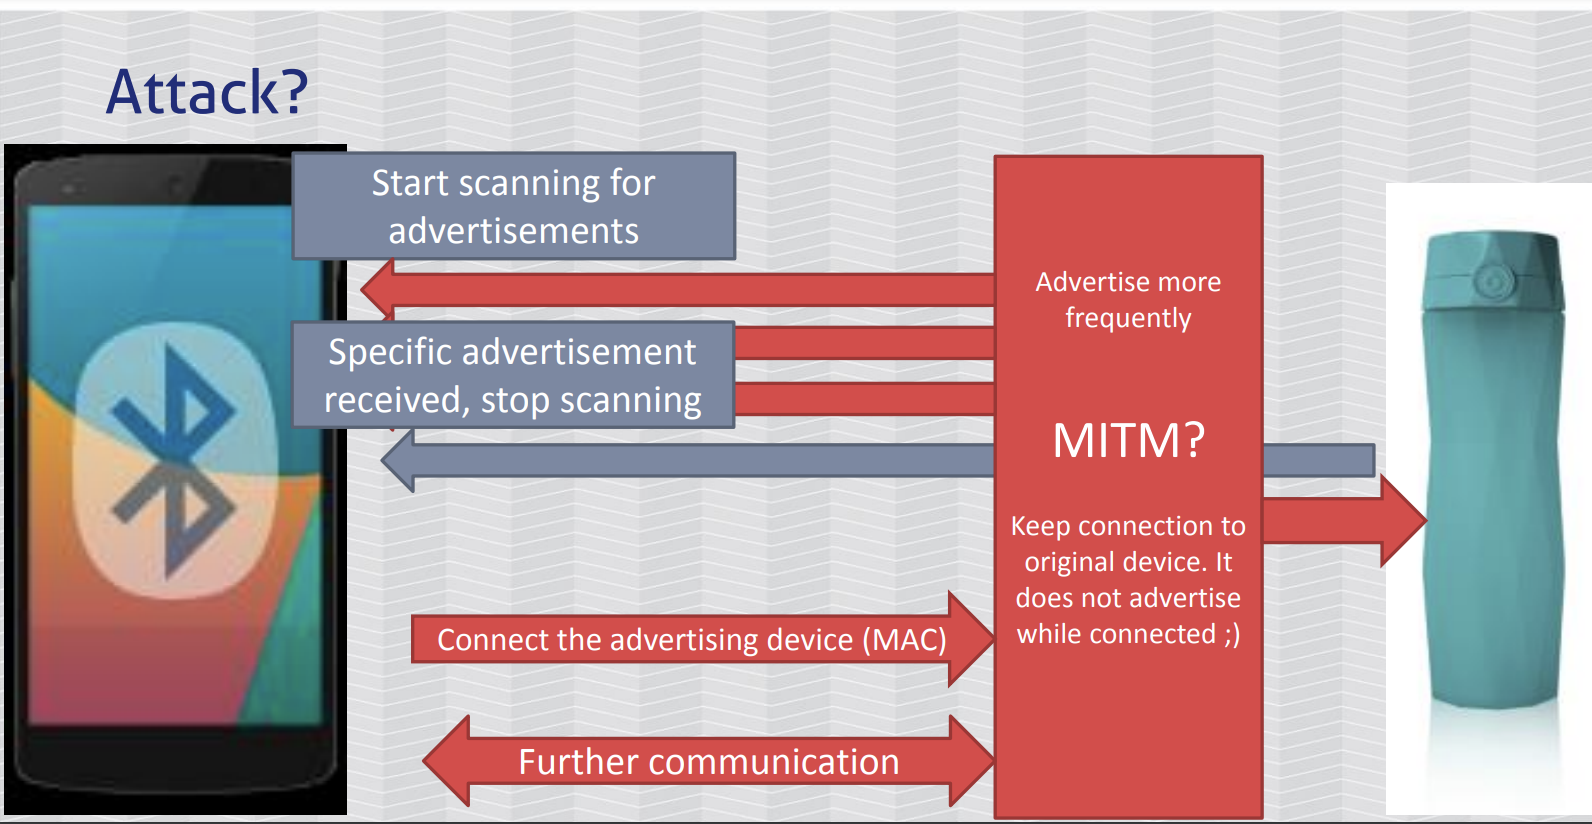 Attack?
Start scanning for
advertisements
Specific advertisement
received, stop scanning
Advertise more
frequently
MITM?
Keep connection to
original device. It
does not advertise
while connected ;)
Connect the advertising device (MAC)
Further communication